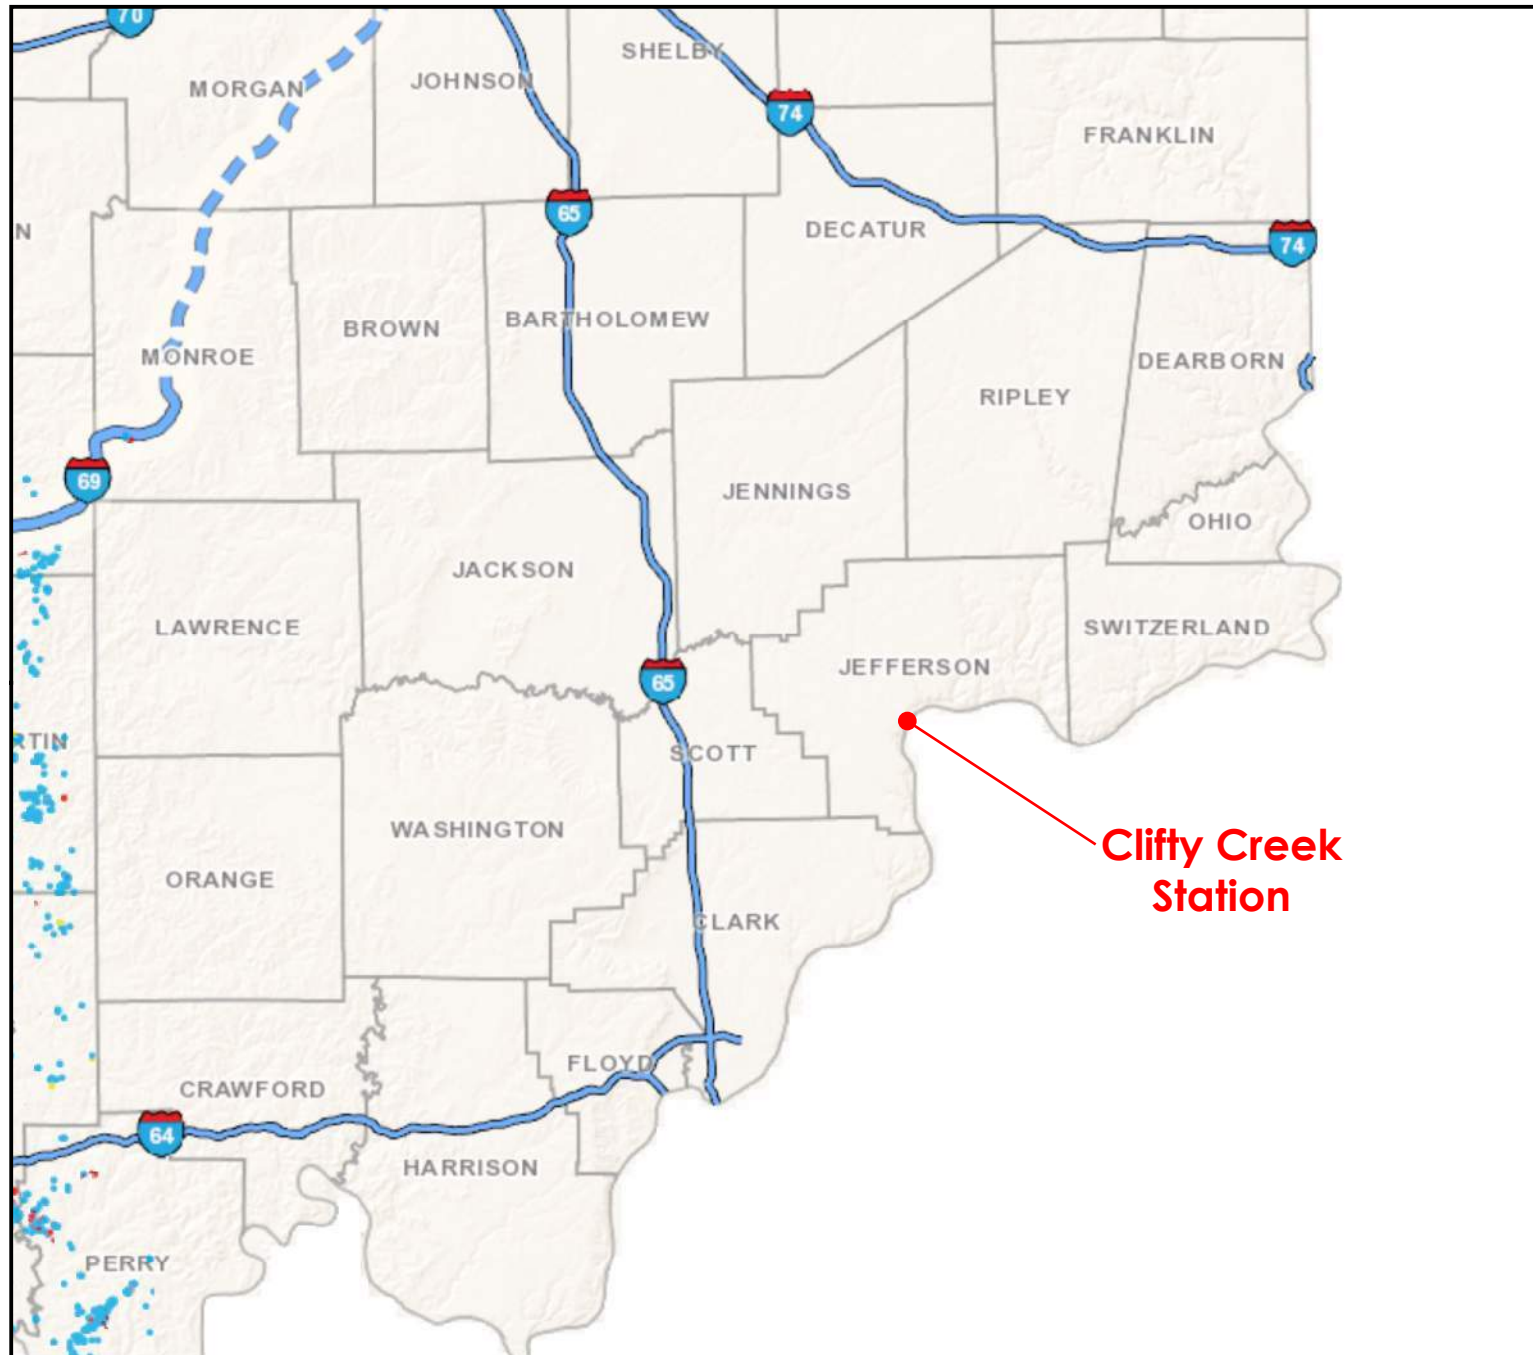 70
SHELBY
JOHNSON
MORGAN
74
FRANKLIN
65
N
DECATUR
74
BARTHOLOMEW
BROWN
MONROE
DEARBORN
RIPLEY
69
JENNINGS
OHIO
JACKSON
LAWRENCE
SWITZERLAND
JEFFERSON
65
RTIN
SCOTT
WASHINGTON
Clifty Creek
Station
ORANGE
CLARK
FLOYD
CRAWFORD
64
HARRISON
PERRY